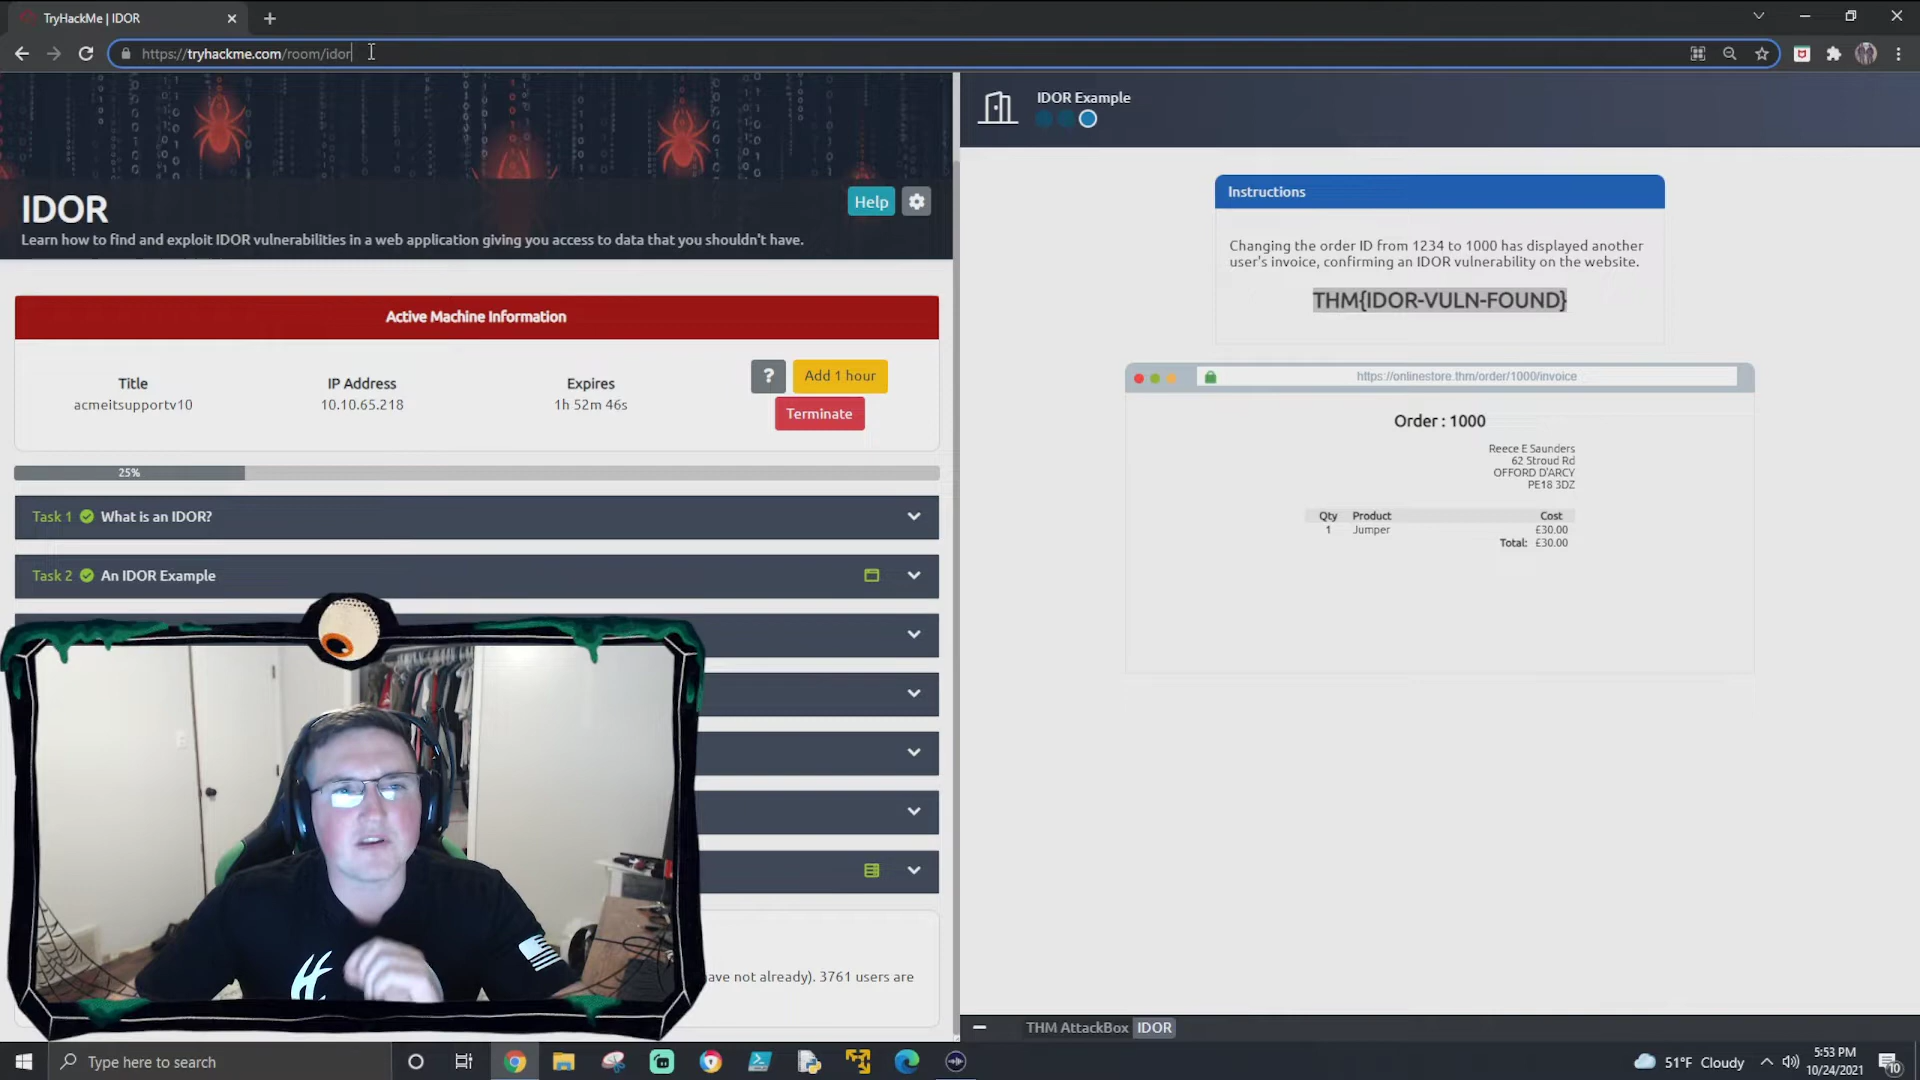 TryHackMe | IDOR
https://tryhackme.com/room/idor
IDOR
Learn how to find and exploit IDOR vulnerabilities in a web application giving you access to data that you shouldn't have.
Help
Active Machine Information
Title
IP Address
Expires
acmeitsupportv10
10.10.65.218
1h 52m 46s
?
Add 1 hour
Terminate
25%
Task 1 What is an IDOR?
Task 2 An IDOR Example
have not already). 3761 users are
IDOR Example
Instructions
Changing the order ID from 1234 to 1000 has displayed another
user's invoice, confirming an IDOR vulnerability on the website.
THM{IDOR-VULN-FOUND}
https://onlinestore.thm/order/1000/invoice
Order : 1000
Reece E Saunders
62 Stroud Rd
OFFORD D'ARCY
PE18 3DZ
Qty Product Cost
1 Jumper £30.00
Total: £30.00
THM AttackBox IDOR
Type here to search
51°F Cloudy
5:53 PM
10/24/2021
10